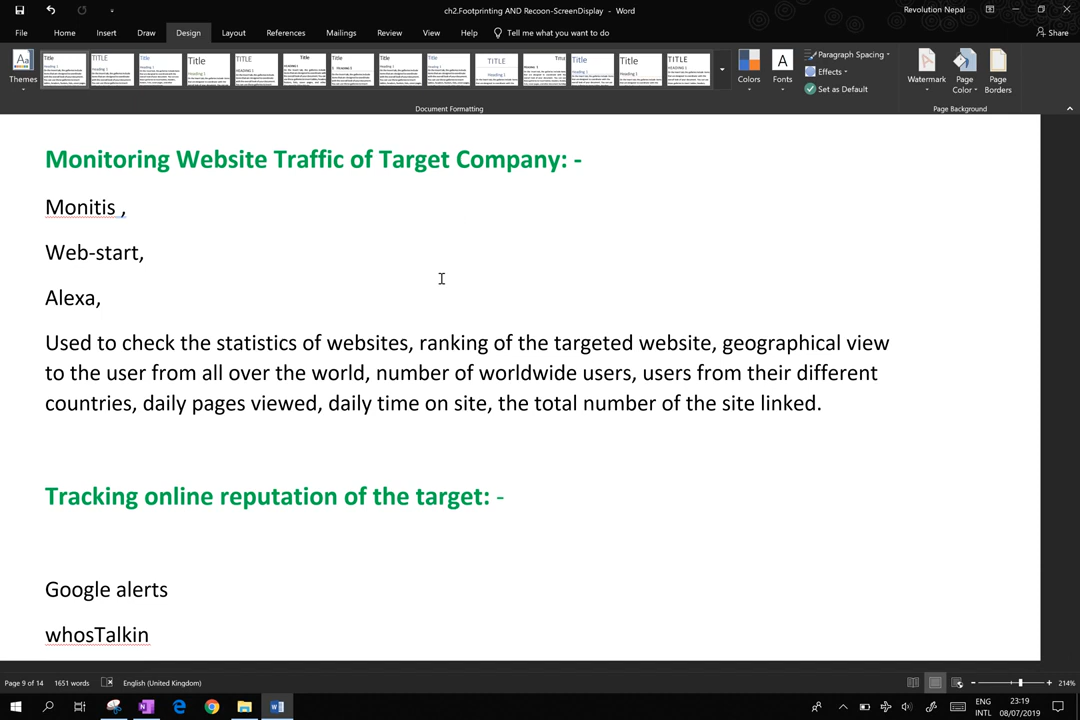 ch2.Footprinting AND Recoon-ScreenDisplay - Word
Revolution Nepal
File Home Insert Draw Design Layout References Mailings Review View Help Tell me what you want to do Share
Themes
Colors
Fonts
Paragraph Spacing
Effects
Set as Default
Watermark
Page Color
Page Borders
Document Formatting
Page Background
Monitoring Website Traffic of Target Company: -
Monitis ,
Web-start,
Alexa,
Used to check the statistics of websites, ranking of the targeted website, geographical view
to the user from all over the world, number of worldwide users, users from their different
countries, daily pages viewed, daily time on site, the total number of the site linked.
Tracking online reputation of the target: -
Google alerts
whosTalkin
Page 9 of 14 1651 words English (United Kingdom) 214%
ENG 23:19
INTL 08/07/2019